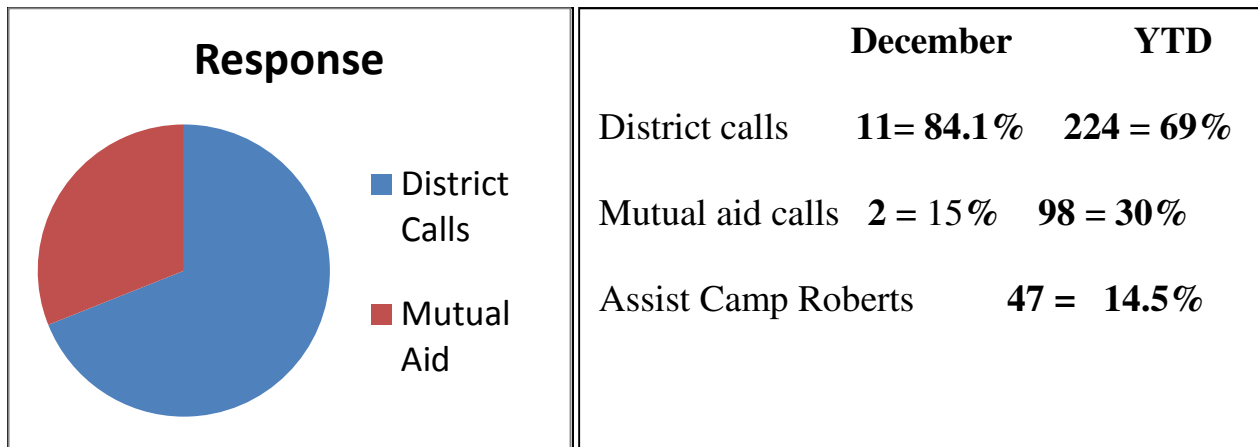 Response
District
Calls
Mutual
Aid
December YTD
District calls 11= 84.1% 224 = 69%
Mutual aid calls 2 = 15% 98 = 30%
Assist Camp Roberts 47 = 14.5%